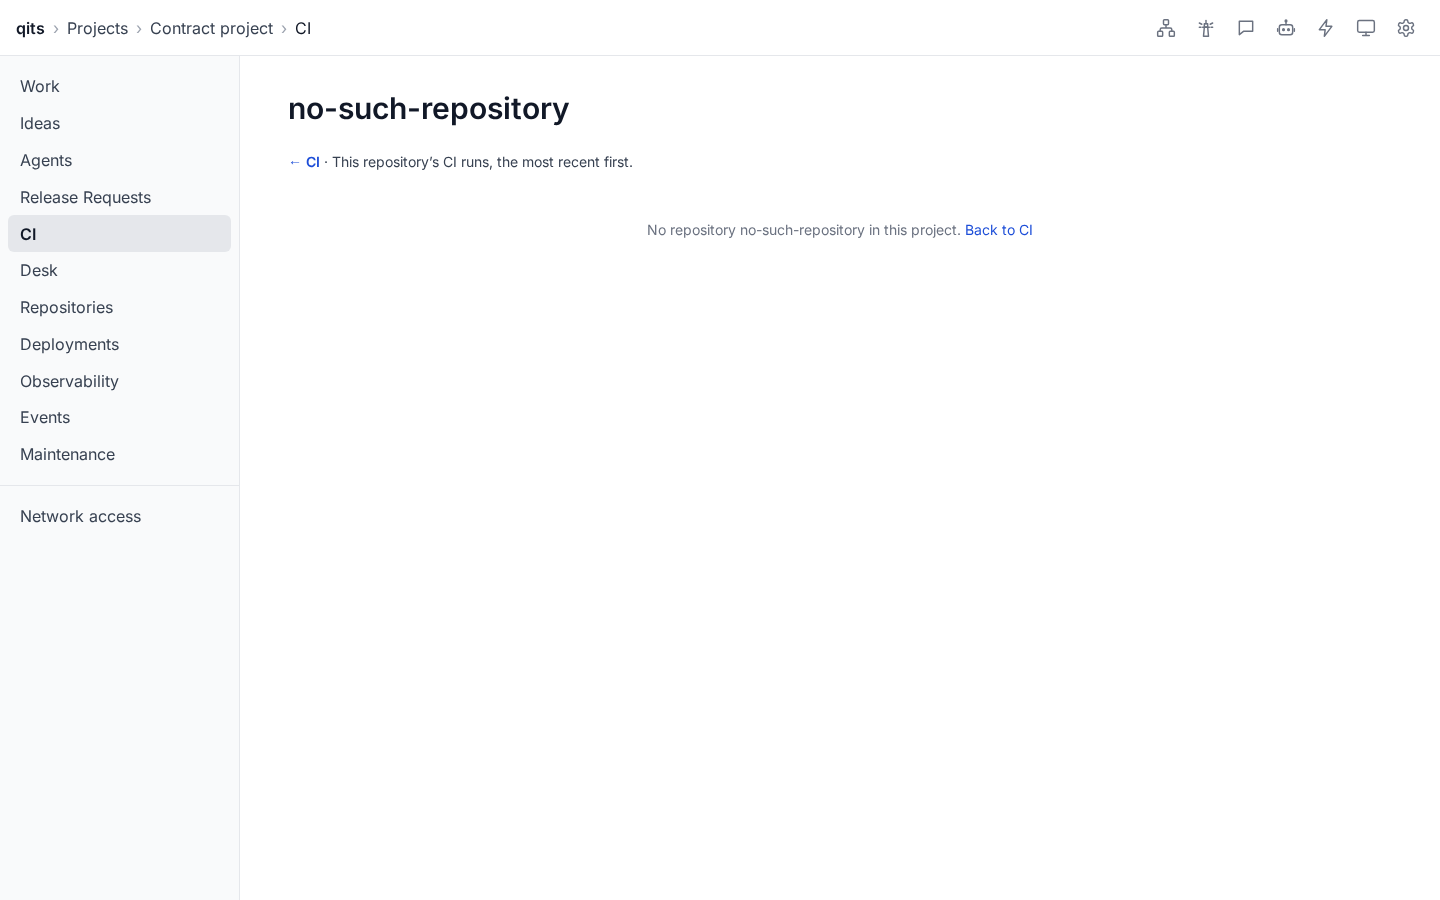 qits › Projects › Contract project › CI
Work
Ideas
Agents
Release Requests
CI
Desk
Repositories
Deployments
Observability
Events
Maintenance
Network access
no-such-repository
← CI · This repository’s CI runs, the most recent first.
No repository no-such-repository in this project. Back to CI